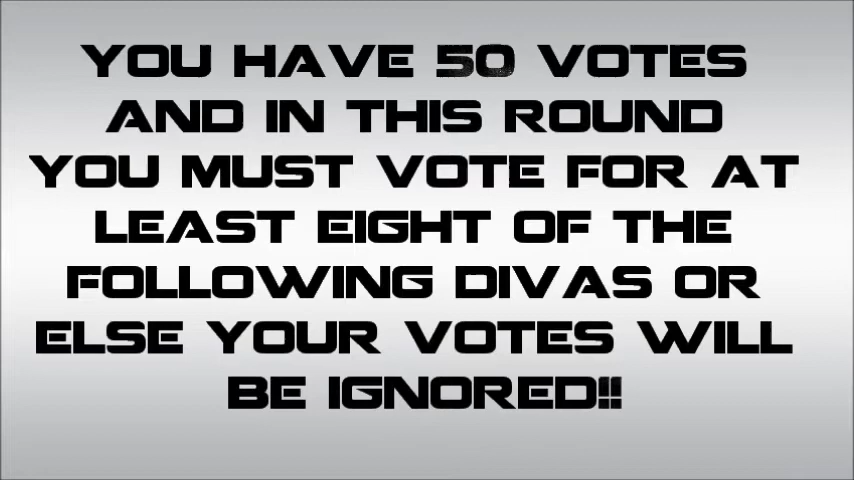 YOU HAVE 50 VOTES
AND IN THIS ROUND
YOU MUST VOTE FOR AT
LEAST EIGHT OF THE
FOLLOWING DIVAS OR
ELSE YOUR VOTES WILL
BE IGNORED!!